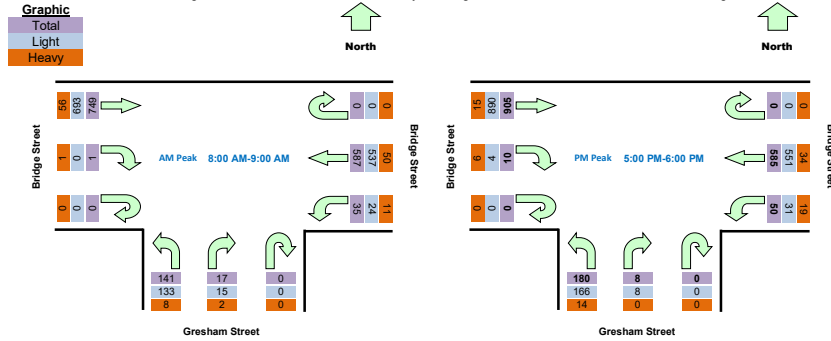 Graphic
Total
Light
Heavy
North
North
56 693 749
0 0 0
15 890 905
0 0 0
Bridge Street
1 0 1
AM Peak 8:00 AM-9:00 AM
587 537 50
Bridge Street
Bridge Street
6 4 10
PM Peak 5:00 PM-6:00 PM
585 551 34
0 0 0
35 24 11
0 0 0
50 31 19
141 17 0
133 15 0
8 2 0
180 8 0
166 8 0
14 0 0
Gresham Street
Gresham Street